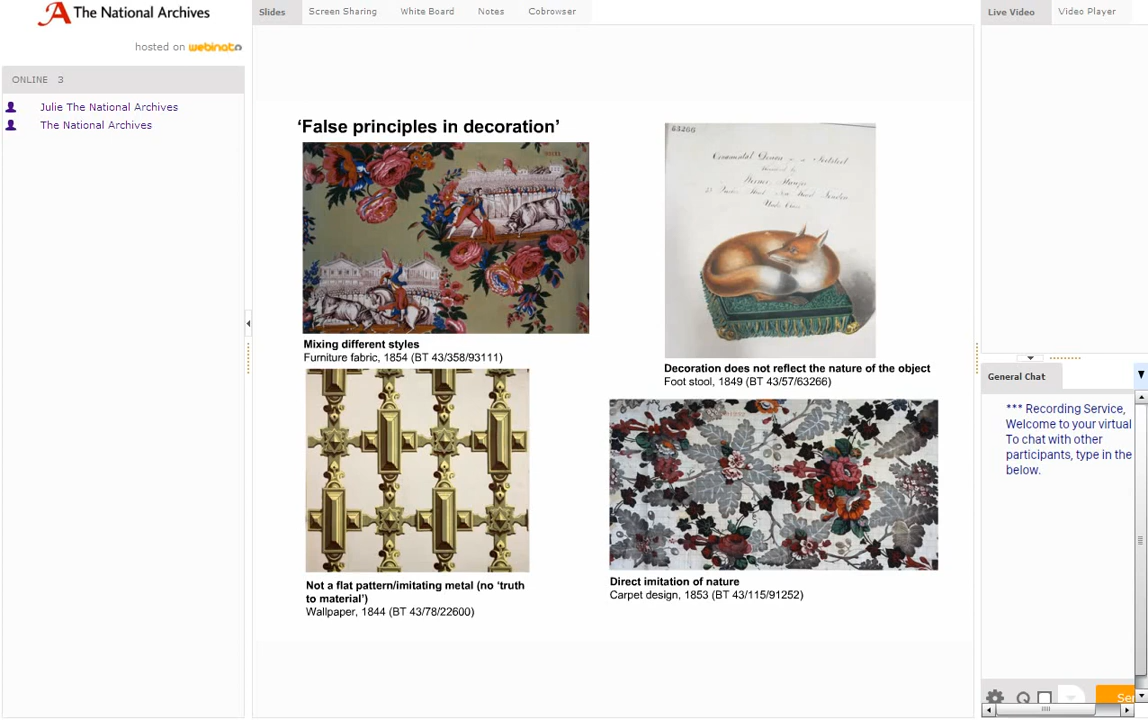 The National Archives
hosted on webinato
ONLINE 3
Julie The National Archives
The National Archives
Slides
Screen Sharing
White Board
Notes
Cobrowser
‘False principles in decoration’
Mixing different styles
Furniture fabric, 1854 (BT 43/358/93111)
63266
Decoration does not reflect the nature of the object
Foot stool, 1849 (BT 43/57/63266)
Not a flat pattern/imitating metal (no ‘truth
to material’)
Wallpaper, 1844 (BT 43/78/22600)
Direct imitation of nature
Carpet design, 1853 (BT 43/115/91252)
Live Video
Video Player
General Chat
*** Recording Service,
Welcome to your virtual
To chat with other
participants, type in the
below.